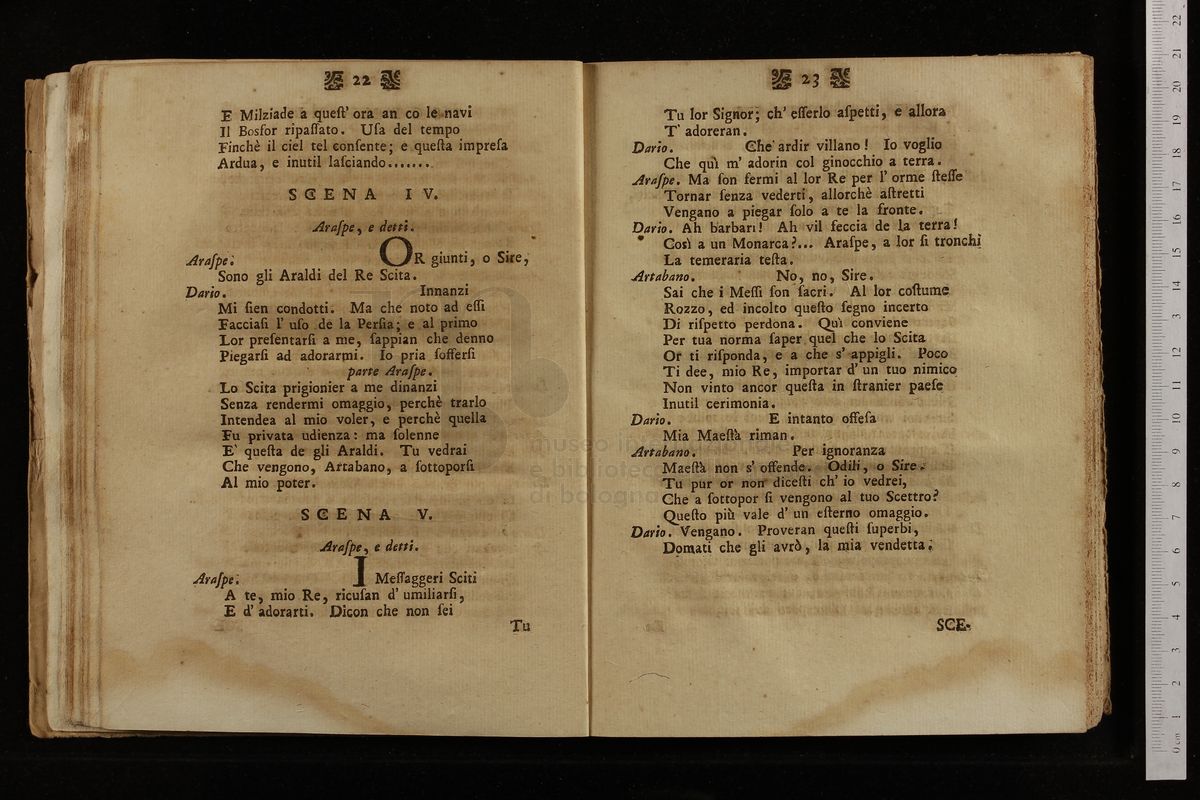 22
E Milziade a queſt' ora an co le navi
Il Bosfor ripaſſato. Uſa del tempo
Finchè il ciel tel conſente; e queſta impreſa
Ardua, e inutil laſciando.......
SCENA IV.
Araſpe, e detti.
Araſpe. OR giunti, o Sire,
Sono gli Araldi del Re Scita.
Dario. Innanzi
Mi ſien condotti. Ma che noto ad eſſi
Facciaſi l' uſo de la Perſia; e al primo
Lor preſentarſi a me, ſappian che denno
Piegarſi ad adorarmi. Io pria ſofferſi
parte Araſpe.
Lo Scita prigionier a me dinanzi
Senza rendermi omaggio, perchè trarlo
Intendea al mio voler, e perchè quella
Fu privata udienza: ma ſolenne
E' queſta de gli Araldi. Tu vedrai
Che vengono, Artabano, a ſottoporſi
Al mio poter.
SCENA V.
Araſpe, e detti.
Araſpe. I Meſſaggeri Sciti
A te, mio Re, ricuſan d' umiliarſi,
E d' adorarti. Dicon che non ſei
Tu
23
Tu lor Signor; ch' eſſerlo aſpetti, e allora
T' adoreran.
Dario. Che ardir villano! Io voglio
Che quì m' adorin col ginocchio a terra.
Araſpe. Ma ſon fermi al lor Re per l' orme ſteſſe
Tornar ſenza vederti, allorchè aſtretti
Vengano a piegar ſolo a te la fronte.
Dario. Ah barbari! Ah vil feccia de la terra!
Così a un Monarca?... Araſpe, a lor ſi tronchi
La temeraria teſta.
Artabano. No, no, Sire.
Sai che i Meſſi ſon ſacri. Al lor coſtume
Rozzo, ed incolto queſto ſegno incerto
Di riſpetto perdona. Quì conviene
Per tua norma ſaper quel che lo Scita
Or ti riſponda, e a che s' appigli. Poco
Ti dee, mio Re, importar d' un tuo nimico
Non vinto ancor queſta in ſtranier paeſe
Inutil cerimonia.
Dario. E intanto offeſa
Mia Maeſtà riman.
Artabano. Per ignoranza
Maeſtà non s' offende. Odili, o Sire.
Tu pur or non diceſti ch' io vedrei,
Che a ſottopor ſi vengono al tuo Scettro?
Queſto più vale d' un eſterno omaggio.
Dario. Vengano. Proveran queſti ſuperbi,
Domati che gli avrò, la mia vendetta.
SCE-